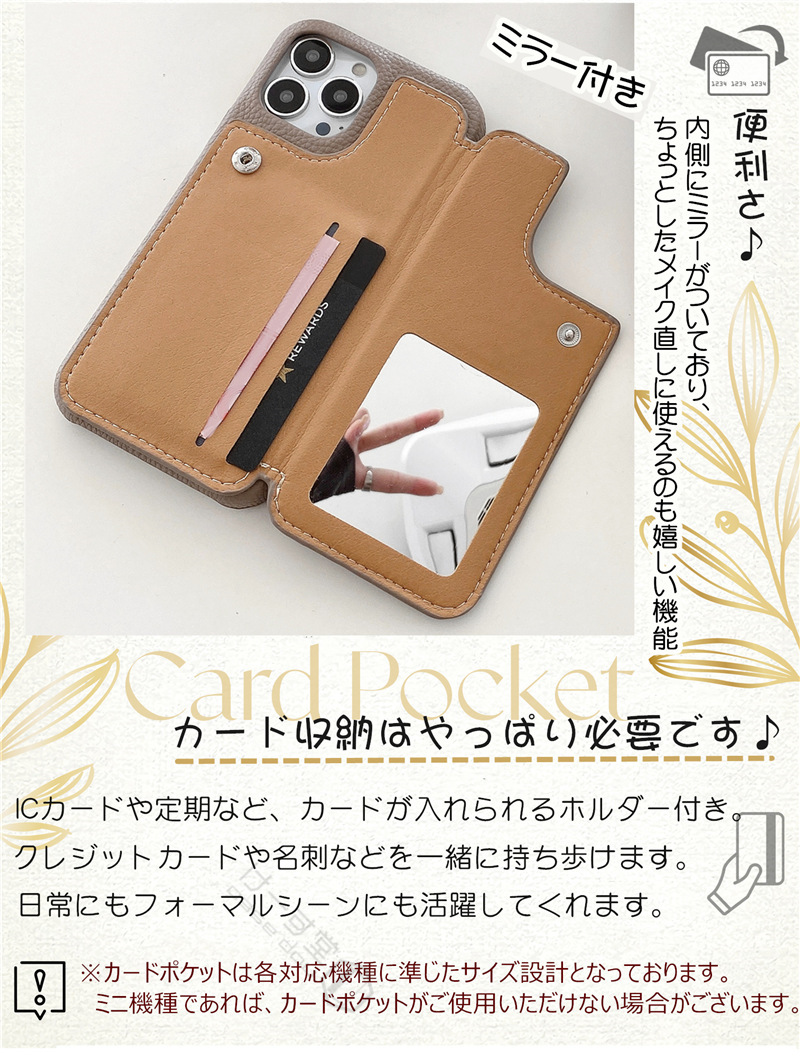 ミラー付き
1234 1234 1234
便利さ♪
内側にミラーがついており、
ちょっとしたメイク直しに使えるのも嬉しい機能
REWARDS
Card Pocket
カード収納はやっぱり必要です♪
ICカードや定期など、カードが入れられるホルダー付き。
クレジットカードや名刺などを一緒に持ち歩けます。
日常にもフォーマルシーンにも活躍してくれます。
※カードポケットは各対応機種に準じたサイズ設計となっております。
ミニ機種であれば、カードポケットがご使用いただけない場合がございます。